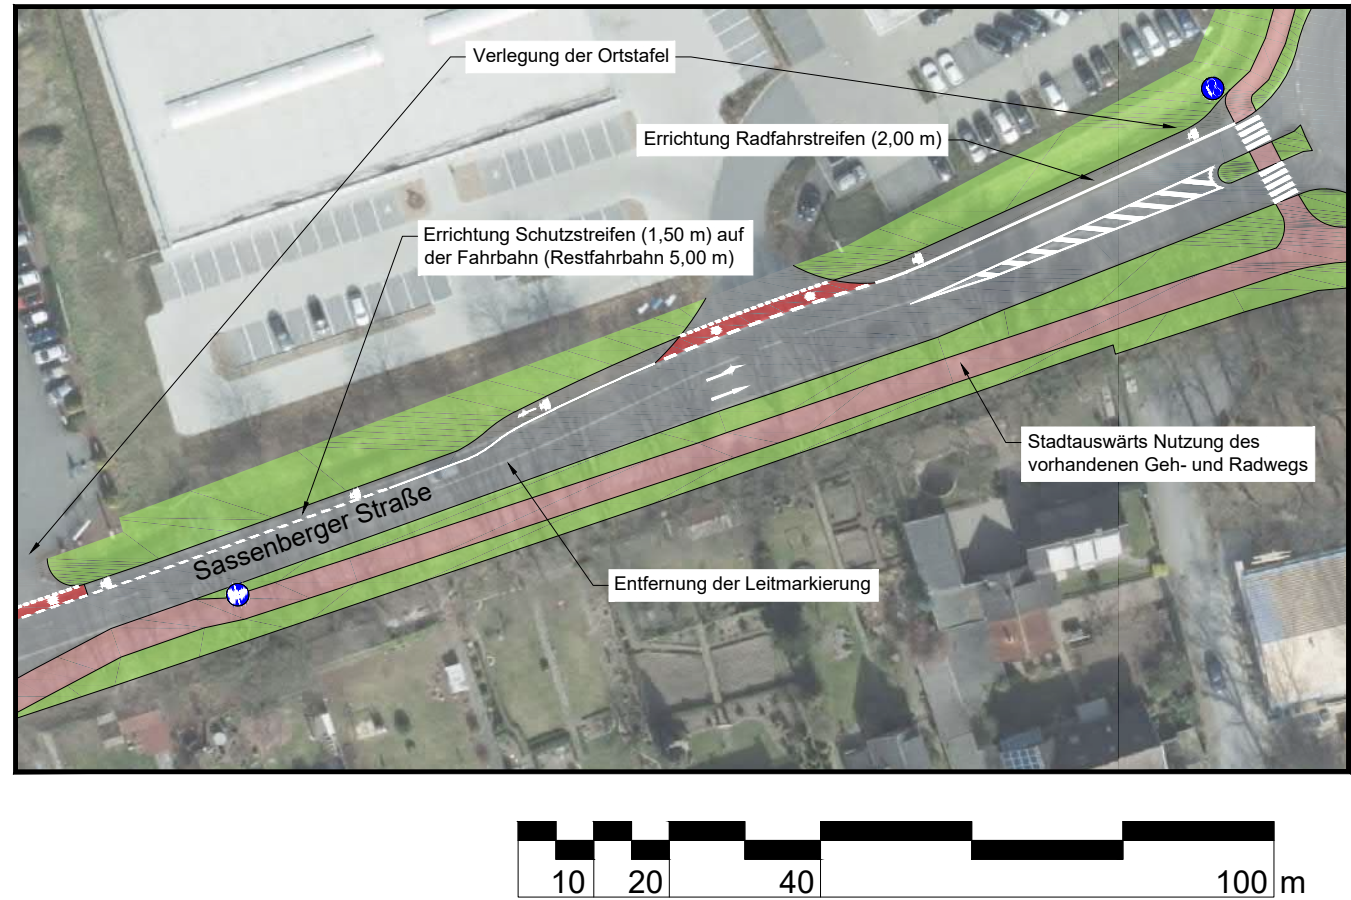 Verlegung der Ortstafel
Errichtung Radfahrstreifen (2,00 m)
Errichtung Schutzstreifen (1,50 m) auf
der Fahrbahn (Restfahrbahn 5,00 m)
Stadtauswärts Nutzung des
vorhandenen Geh- und Radwegs
Sassenberger Straße
Entfernung der Leitmarkierung
10 20 40 100 m